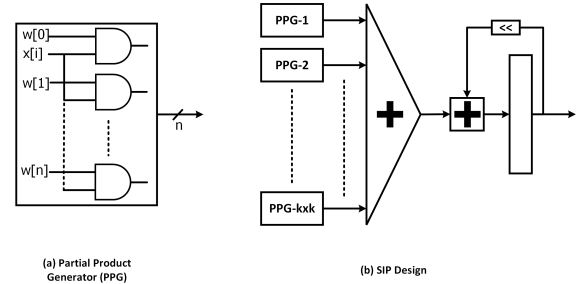 w[0]
x[i]
w[1]
w[n]
n
PPG-1
PPG-2
PPG-kxk
<<
(a) Partial Product
Generator (PPG)
(b) SIP Design